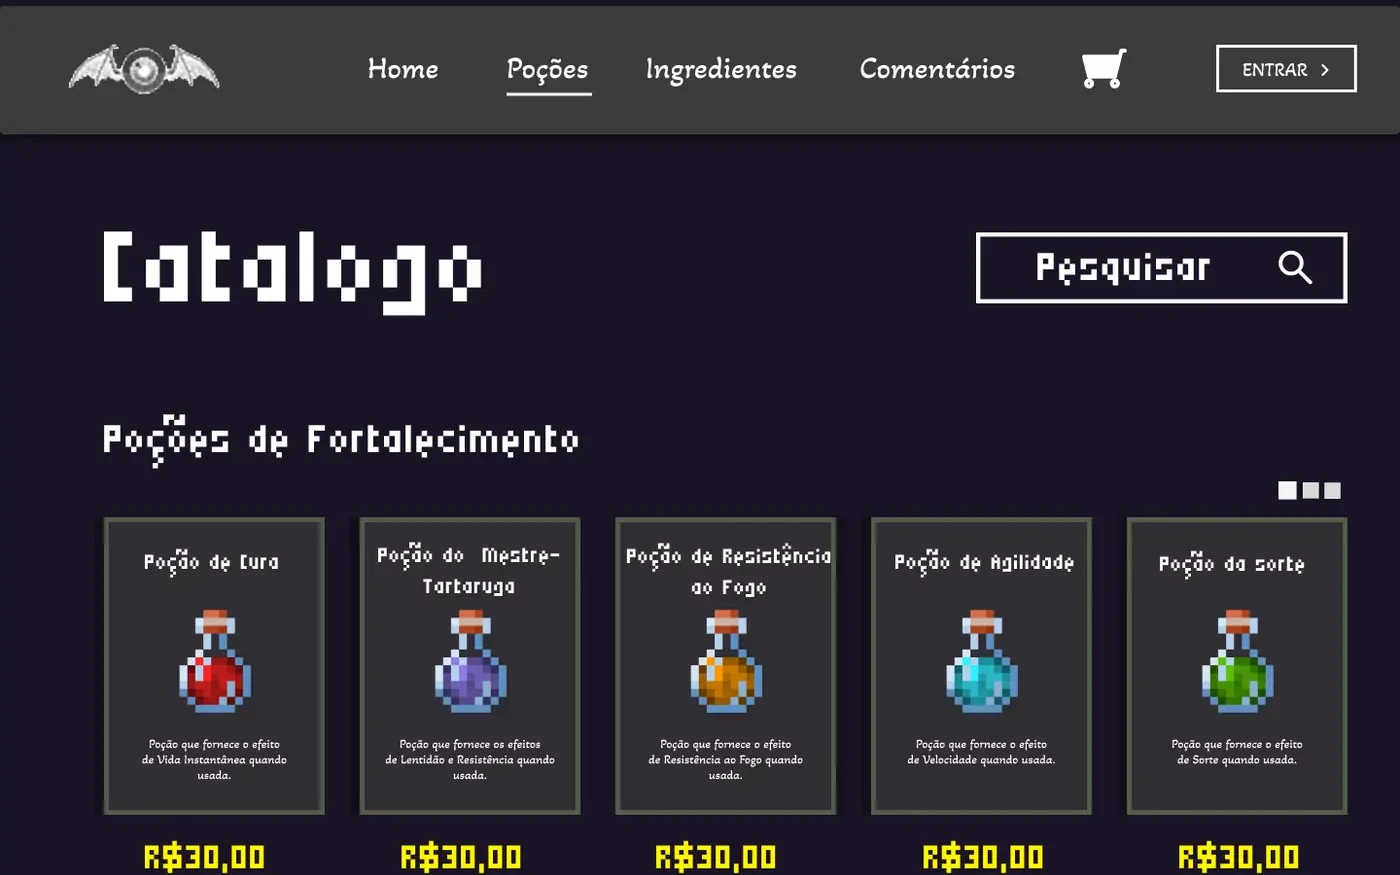 Home Poções Ingredientes Comentários ENTRAR >
Catalogo
Pesquisar
Poções de Fortalecimento
Poção de Cura
Poção do Mestre-
Tartaruga
Poção de Resistência
ao Fogo
Poção de Agilidade
Poção da sorte
Poção que fornece o efeito
de Vida Instantânea quando
usada.
Poção que fornece os efeitos
de Lentidão e Resistência quando
usada.
Poção que fornece o efeito
de Resistência ao Fogo quando
usada.
Poção que fornece o efeito
de Velocidade quando usada.
Poção que fornece o efeito
de Sorte quando usada.
R$30,00 R$30,00 R$30,00 R$30,00 R$30,00